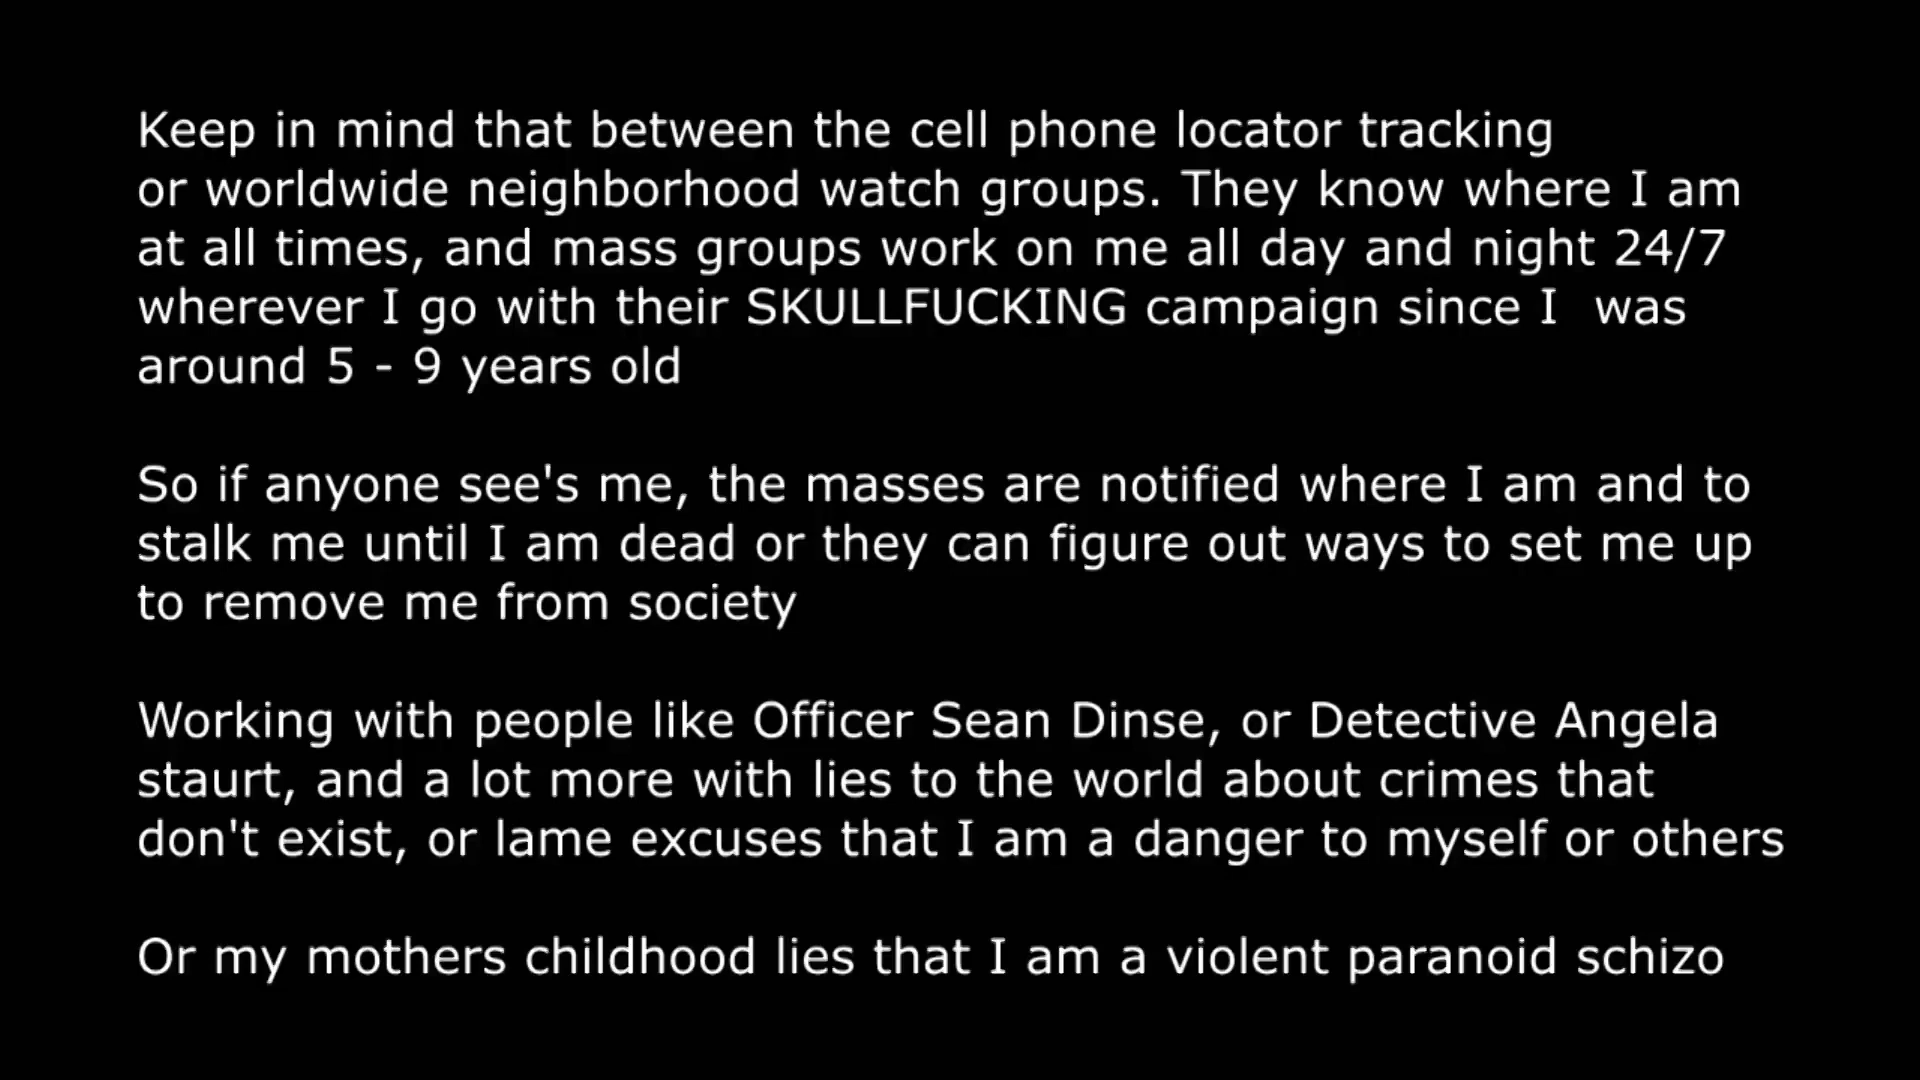 Keep in mind that between the cell phone locator tracking
or worldwide neighborhood watch groups. They know where I am
at all times, and mass groups work on me all day and night 24/7
wherever I go with their SKULLFUCKING campaign since I  was
around 5 - 9 years old
So if anyone see's me, the masses are notified where I am and to
stalk me until I am dead or they can figure out ways to set me up
to remove me from society
Working with people like Officer Sean Dinse, or Detective Angela
staurt, and a lot more with lies to the world about crimes that
don't exist, or lame excuses that I am a danger to myself or others
Or my mothers childhood lies that I am a violent paranoid schizo